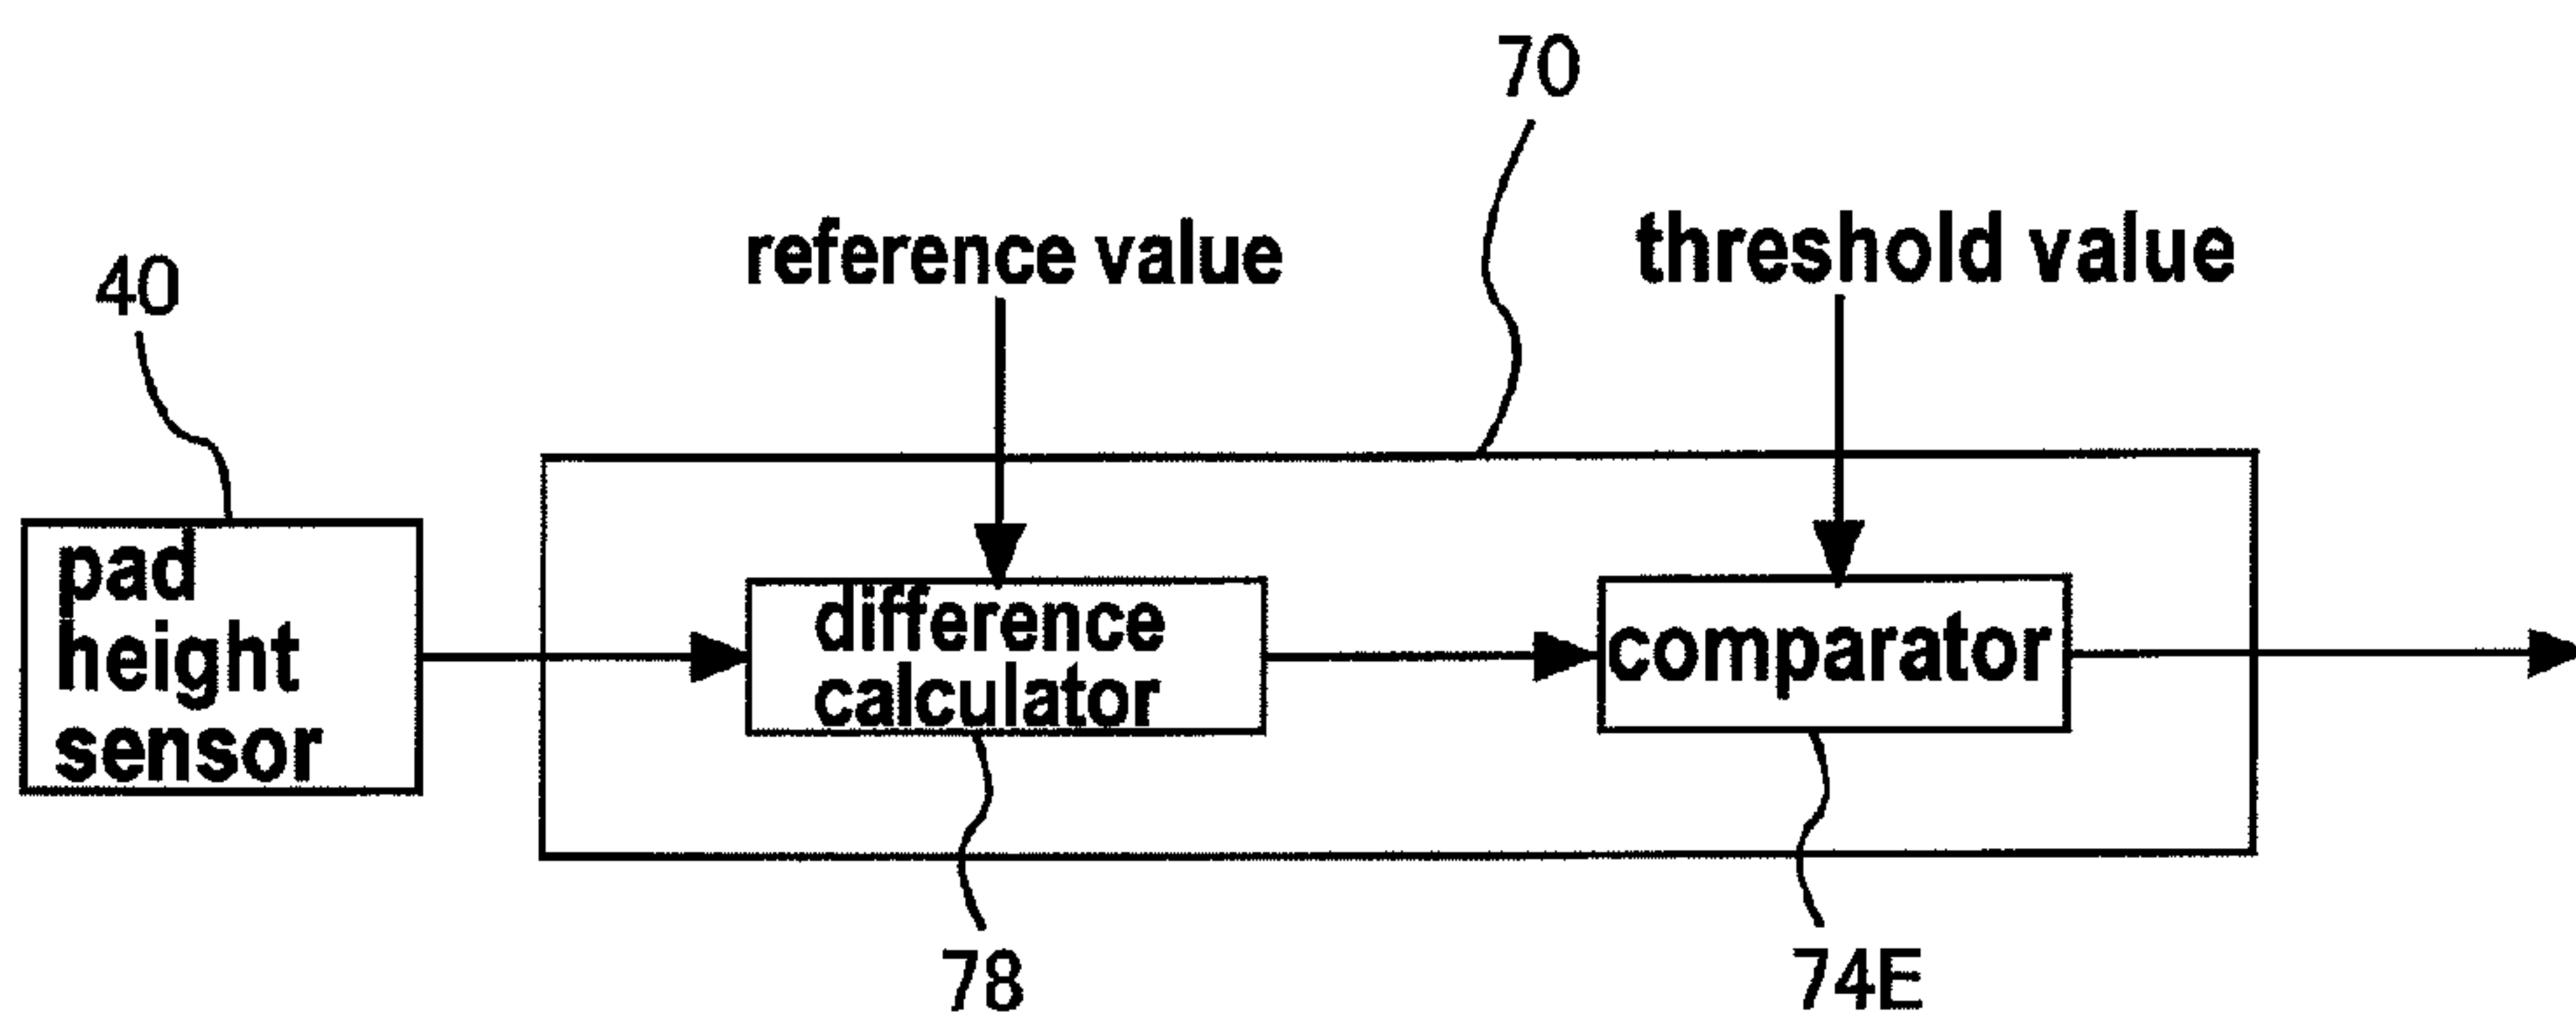 70
reference value
threshold value
40
pad
height
sensor
difference
calculator
comparator
78
74E